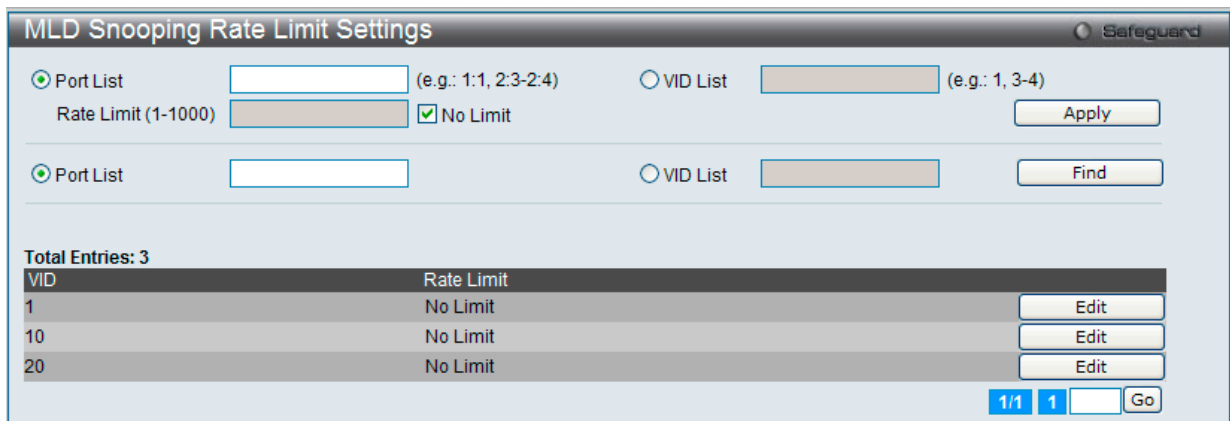 MLD Snooping Rate Limit Settings Safeguard
Port List (e.g.: 1:1, 2:3-2:4) VID List (e.g.: 1, 3-4)
Rate Limit (1-1000) No Limit Apply
Port List VID List Find
Total Entries: 3
VID Rate Limit
1 No Limit Edit
10 No Limit Edit
20 No Limit Edit
1/1 1 Go